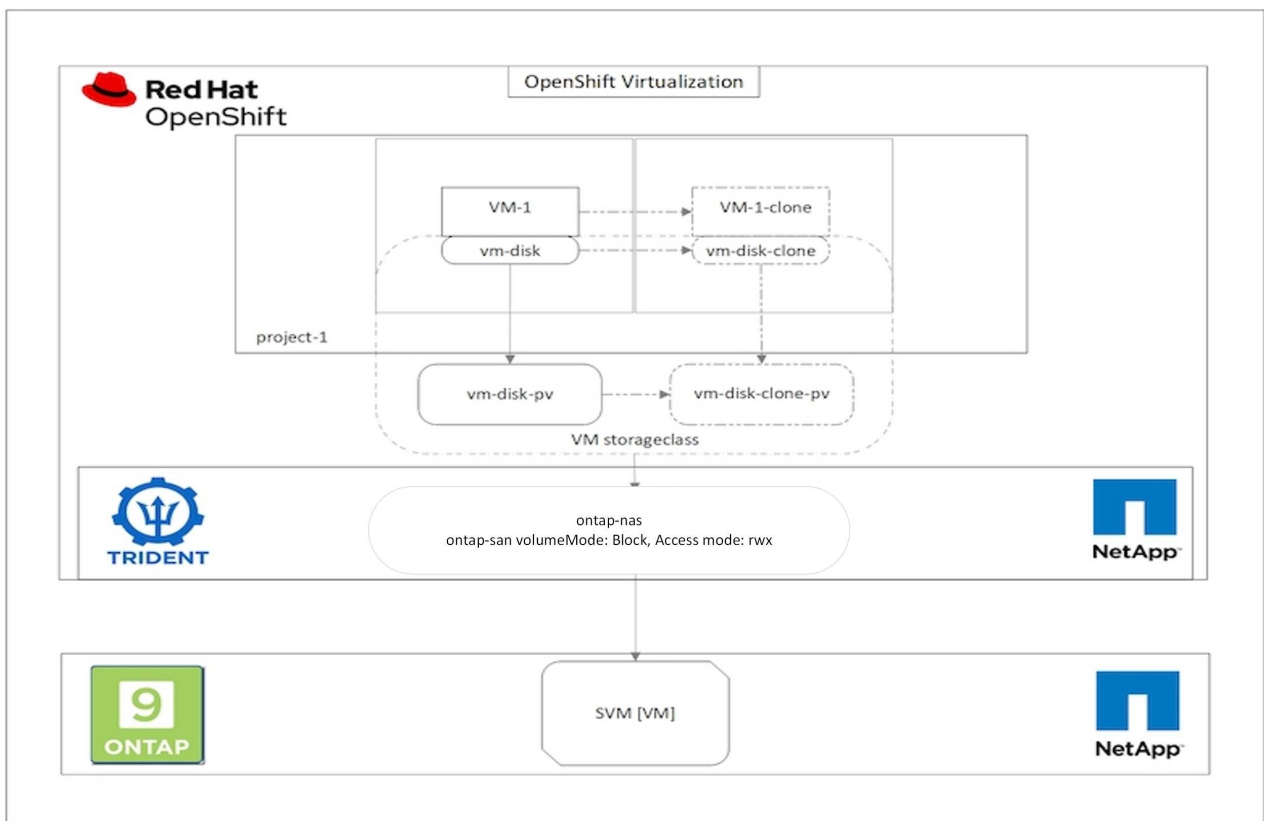 OpenShift Virtualization
Red Hat
OpenShift
VM-1
VM-1-clone
vm-disk
vm-disk-clone
project-1
vm-disk-pv
vm-disk-clone-pv
VM storageclass
TRIDENT
ontap-nas
ontap-san volumeMode: Block, Access mode: rwx
NetApp™
9
ONTAP
SVM [VM]
NetApp™